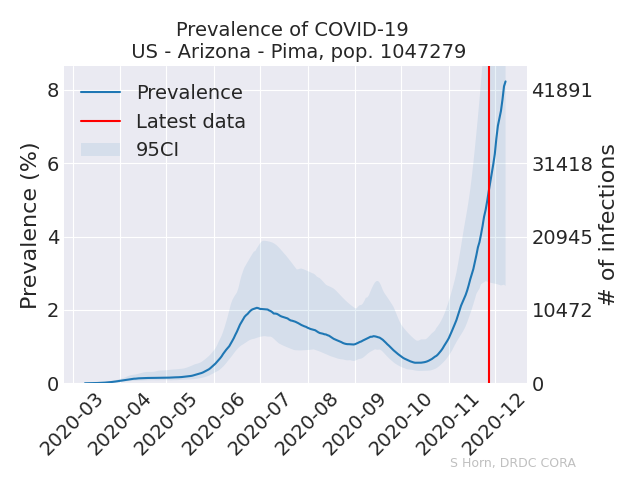 Prevalence of COVID-19
US - Arizona - Pima, pop. 1047279
Prevalence
Latest data
95CI
Prevalence (%)
8
6
4
2
0
41891
31418
20945
10472
0
# of infections
2020-03
2020-04
2020-05
2020-06
2020-07
2020-08
2020-09
2020-10
2020-11
2020-12
S Horn, DRDC CORA